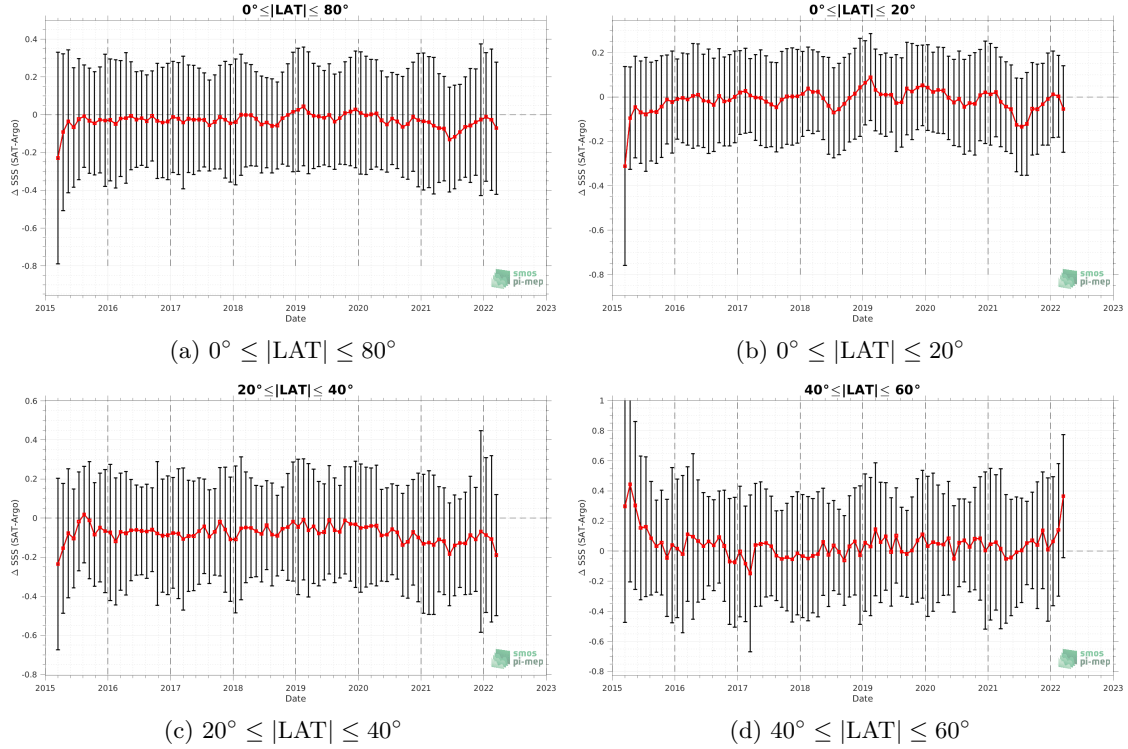 0°≤|LAT|≤ 80°
0.4
0.2
0
-0.2
-0.4
-0.6
-0.8
Δ SSS (SAT-Argo)
2015 2016 2017 2018 2019 2020 2021 2022 2023
Date
smos
pi-mep
(a) 0° ≤ |LAT| ≤ 80°
0°≤|LAT|≤ 20°
0.2
0
-0.2
-0.4
-0.6
-0.8
Δ SSS (SAT-Argo)
2015 2016 2017 2018 2019 2020 2021 2022 2023
Date
smos
pi-mep
(b) 0° ≤ |LAT| ≤ 20°
20°≤|LAT|≤ 40°
0.6
0.4
0.2
0
-0.2
-0.4
-0.6
-0.8
Δ SSS (SAT-Argo)
2015 2016 2017 2018 2019 2020 2021 2022 2023
Date
smos
pi-mep
(c) 20° ≤ |LAT| ≤ 40°
40°≤|LAT|≤ 60°
1
0.8
0.6
0.4
0.2
0
-0.2
-0.4
-0.6
-0.8
Δ SSS (SAT-Argo)
2015 2016 2017 2018 2019 2020 2021 2022 2023
Date
smos
pi-mep
(d) 40° ≤ |LAT| ≤ 60°